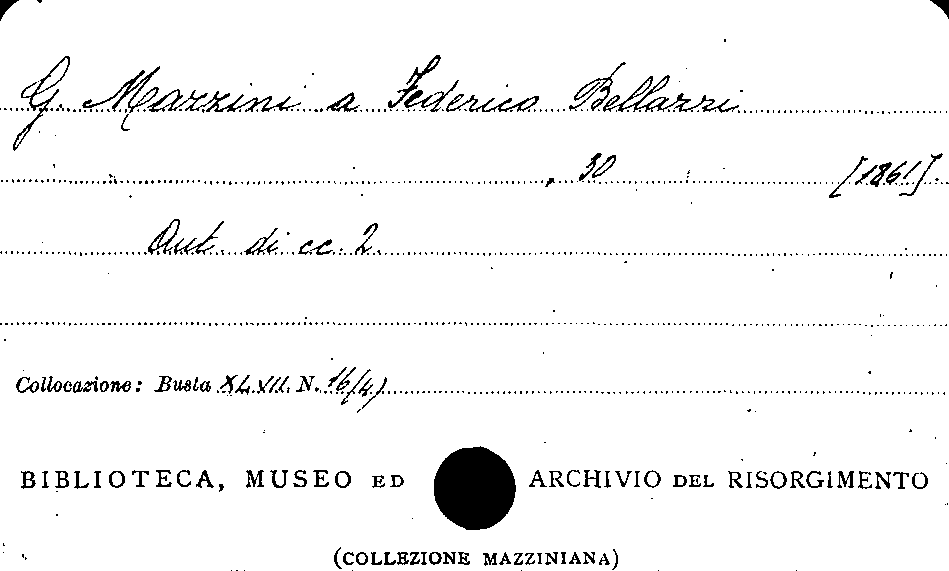 G. Mazzini a Federico Bellazzi
, 30 [1861].
Aut. di cc. 2.
Collocazione: Busta XLVII. N. 16/(4)
BIBLIOTECA, MUSEO ED ARCHIVIO DEL RISORGIMENTO
(COLLEZIONE MAZZINIANA)